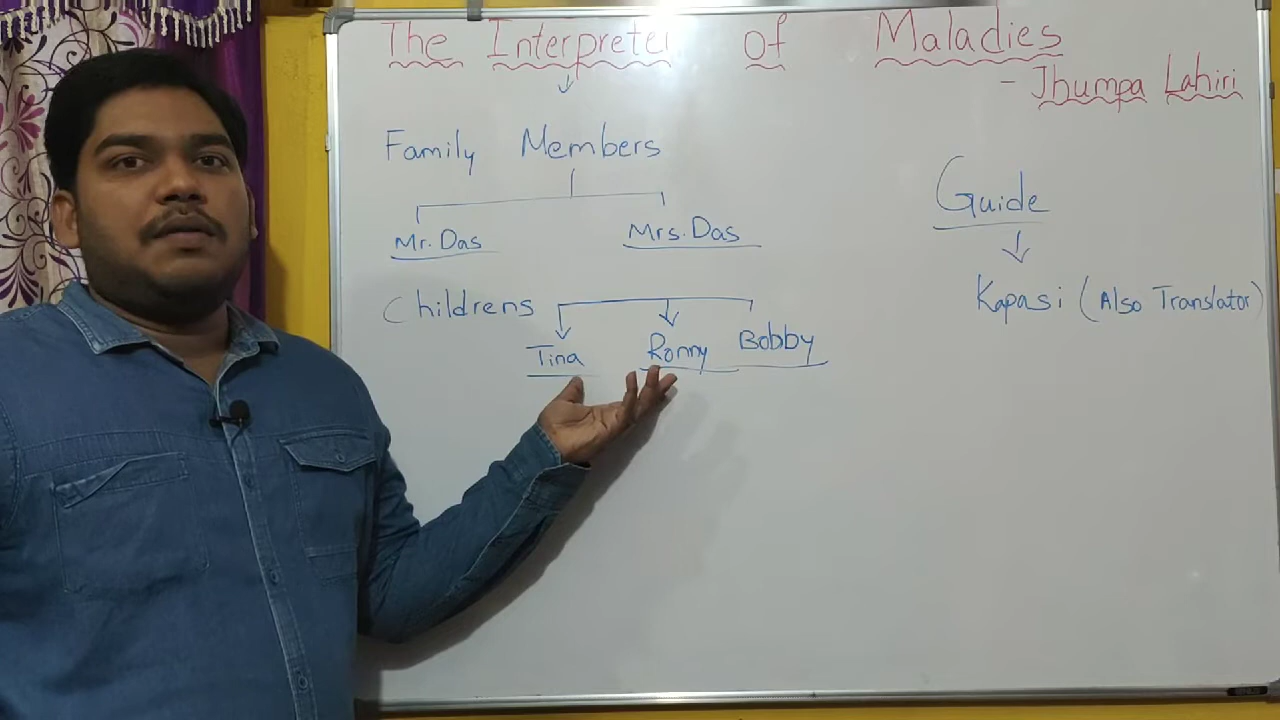 The Interpreter of Maladies
- Jhumpa Lahiri
Family Members
Mr. Das
Mrs. Das
Childrens
Tina
Ronny
Bobby
Guide
Kapasi (Also Translator)